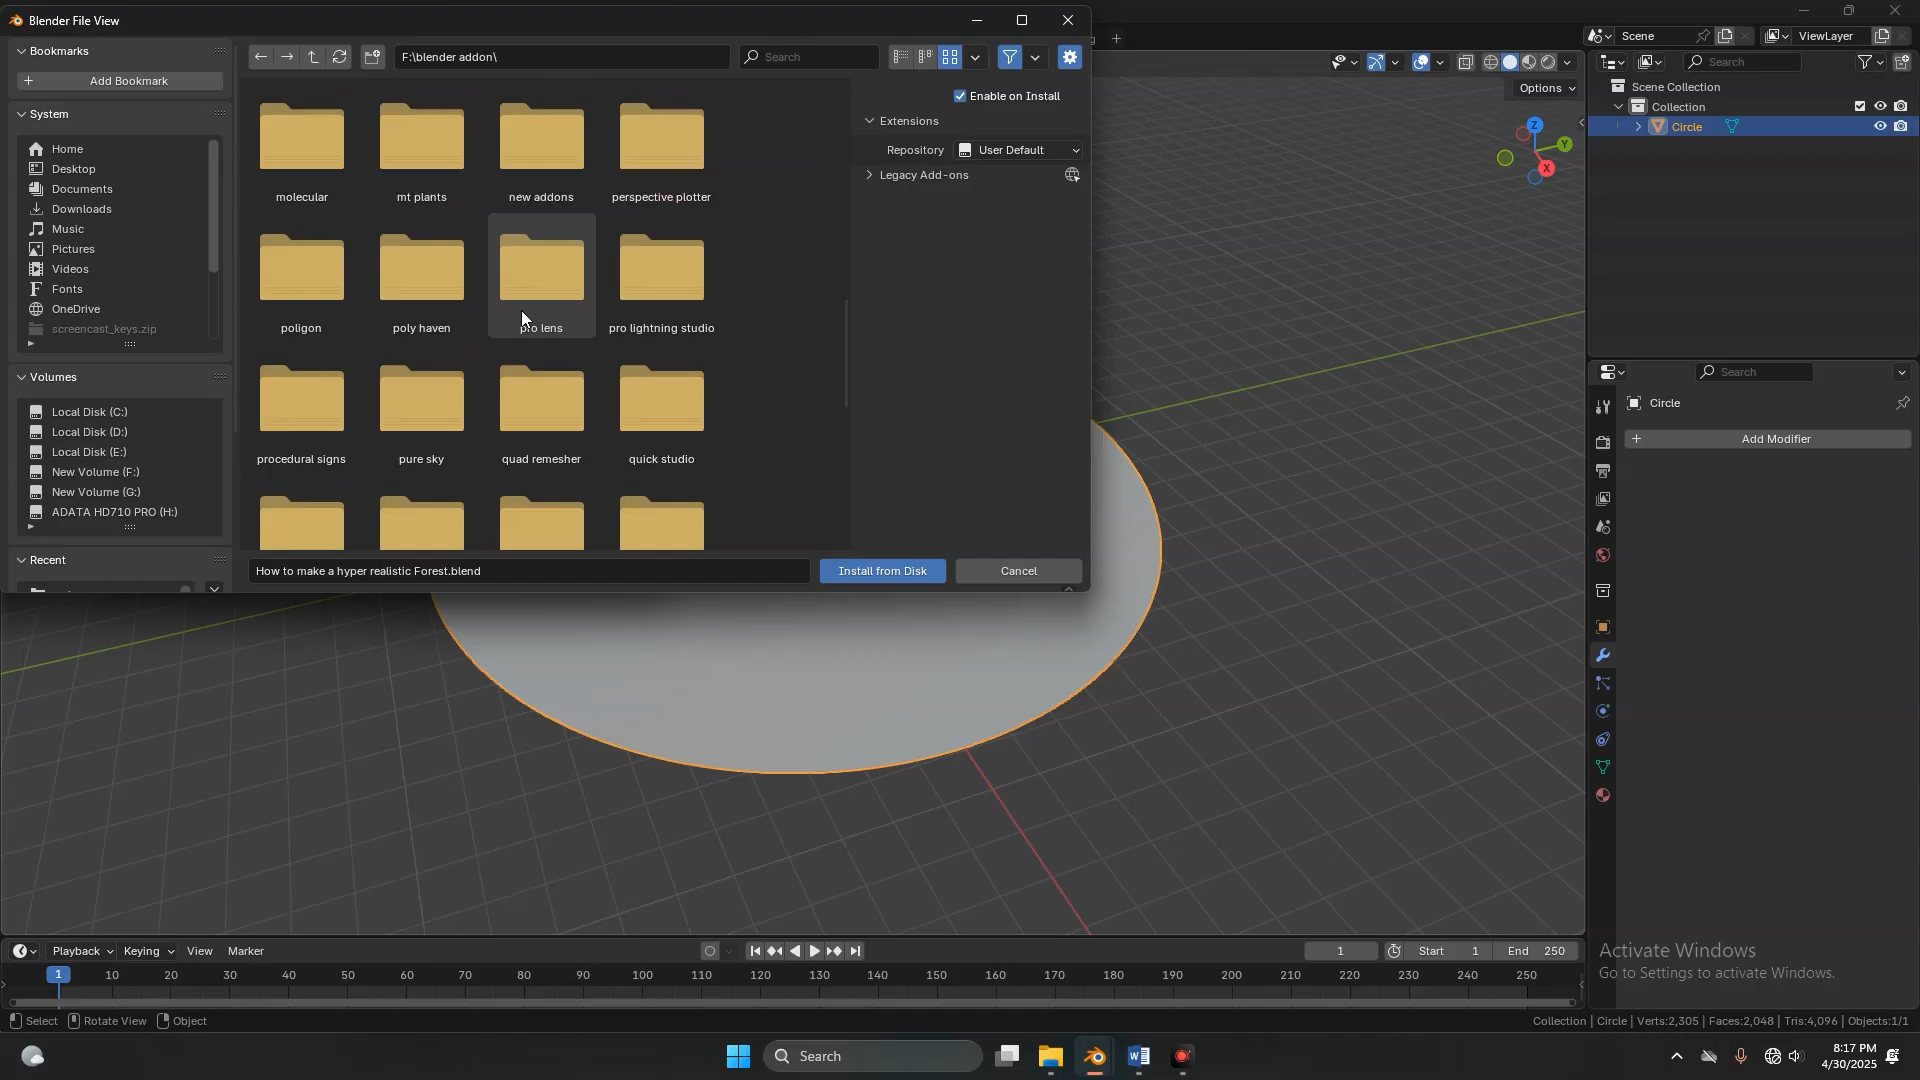 Blender File View
Bookmarks
Add Bookmark
System
Home
Desktop
Documents
Downloads
Music
Pictures
Videos
Fonts
OneDrive
screencast_keys.zip
Volumes
Local Disk (C:)
Local Disk (D:)
Local Disk (E:)
New Volume (F:)
New Volume (G:)
ADATA HD710 PRO (H:)
Recent
F:\blender addon\
Search
molecular
mt plants
new addons
perspective plotter
poligon
poly haven
pro lens
pro lightning studio
procedural signs
pure sky
quad remesher
quick studio
How to make a hyper realistic Forest.blend
Install from Disk
Cancel
Enable on Install
Extensions
Repository
User Default
Legacy Add-ons
Scene
ViewLayer
Options
Z
Y
X
Search
Scene Collection
Collection
Circle
Search
Circle
Add Modifier
Playback
Keying
View
Marker
1
Start 1
End 250
1 10 20 30 40 50 60 70 80 90 100 110 120 130 140 150 160 170 180 190 200 210 220 230 240 250
Select
Rotate View
Object
Collection | Circle | Verts:2,305 | Faces:2,048 | Tris:4,096 | Objects:1/1
Activate Windows
Go to Settings to activate Windows.
Search
8:17 PM
4/30/2025